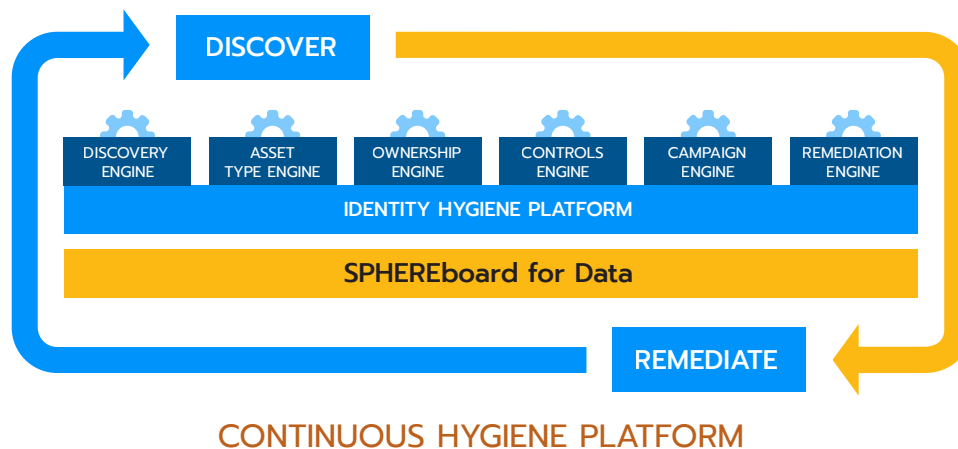 DISCOVER
DISCOVERY
ENGINE
ASSET
TYPE ENGINE
OWNERSHIP
ENGINE
CONTROLS
ENGINE
CAMPAIGN
ENGINE
REMEDIATION
ENGINE
IDENTITY HYGIENE PLATFORM
SPHEREboard for Data
REMEDIATE
CONTINUOUS HYGIENE PLATFORM